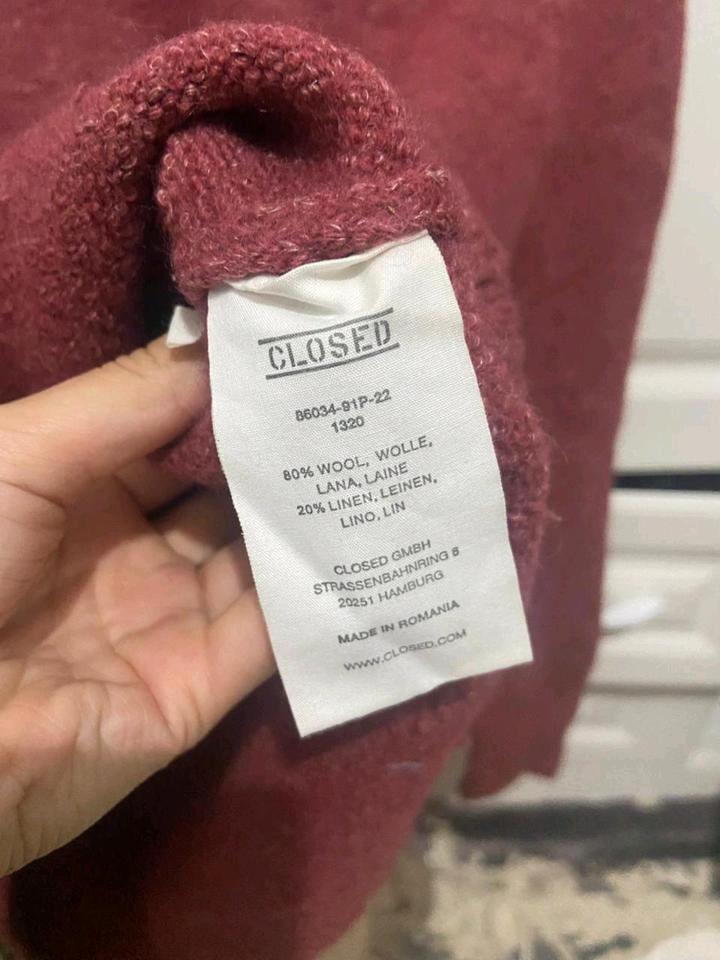 CLOSED
86034-91P-22
1320
80% WOOL, WOLLE,
LANA, LAINE
20% LINEN, LEINEN,
LINO, LIN
CLOSED GMBH
STRASSENBAHNRING 6
20251 HAMBURG
MADE IN ROMANIA
WWW.CLOSED.COM